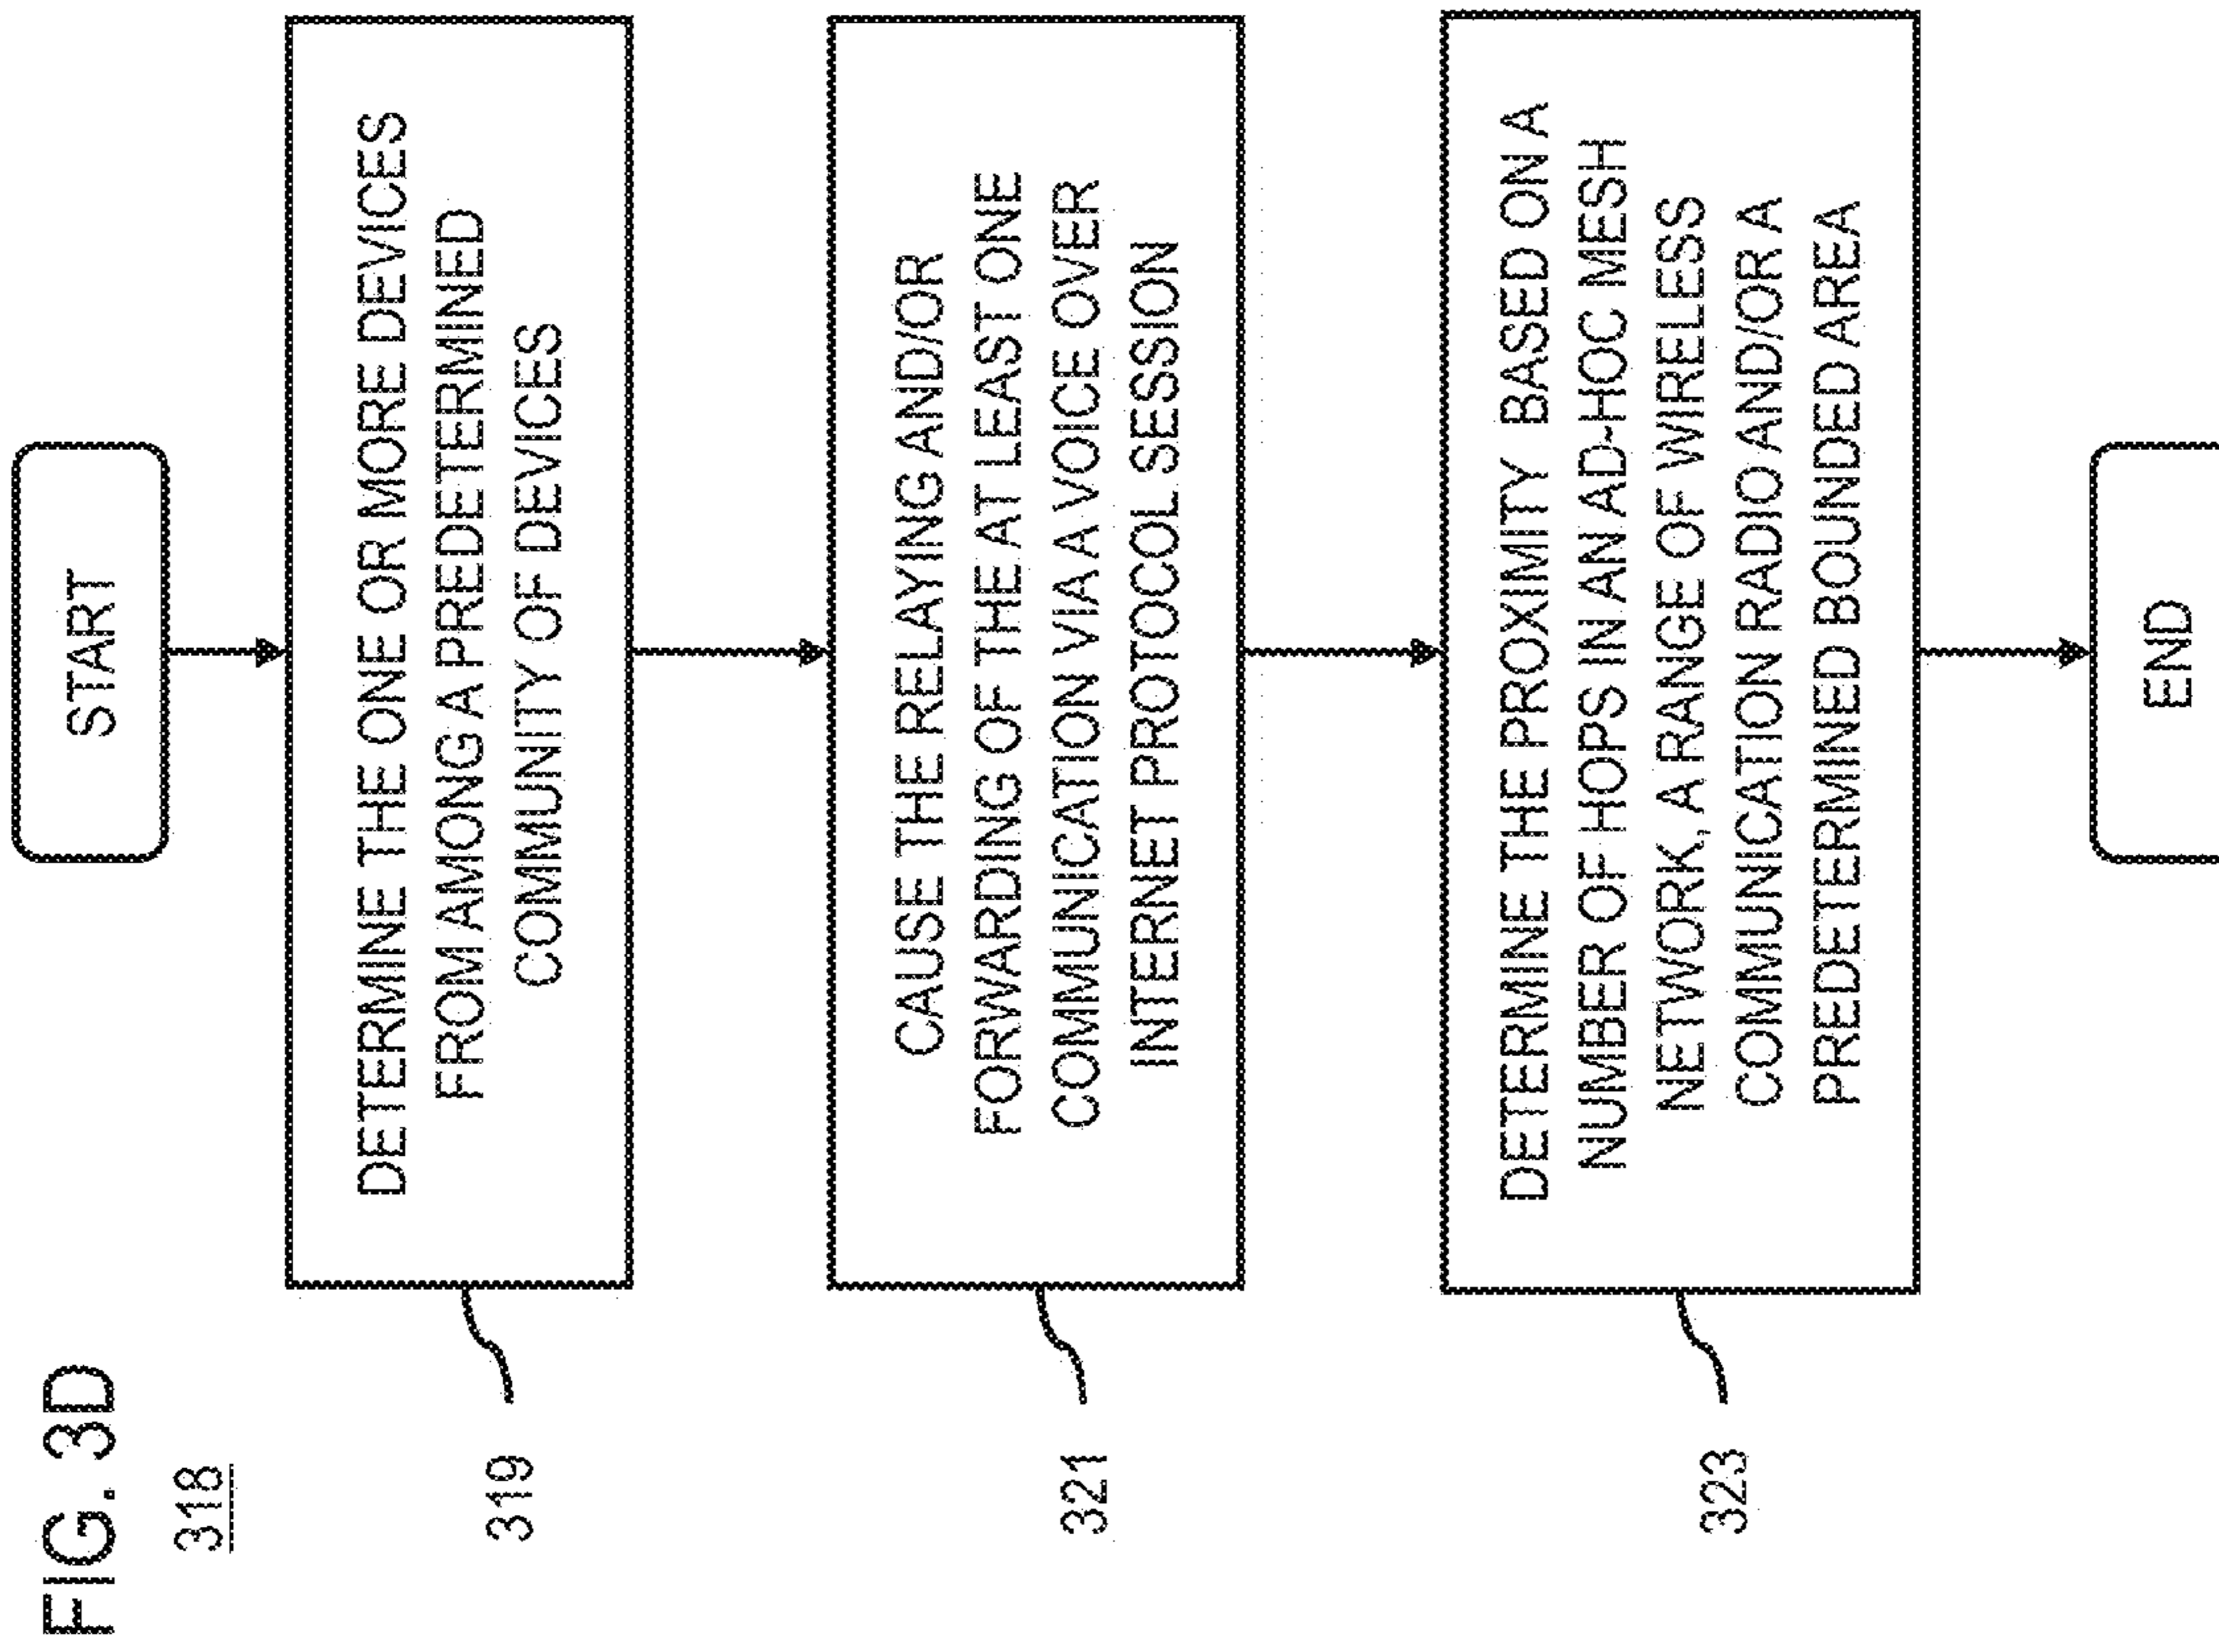 FIG. 3D
318
START
319
DETERMINE THE ONE OR MORE DEVICES
FROM AMONG A PREDETERMINED
COMMUNITY OF DEVICES
321
CAUSE THE RELAYING AND/OR
FORWARDING OF THE AT LEAST ONE
COMMUNICATION VIA A VOICE OVER
INTERNET PROTOCOL SESSION
323
DETERMINE THE PROXIMITY BASED ON A
NUMBER OF HOPS IN AN AD-HOC MESH
NETWORK, A RANGE OF WIRELESS
COMMUNICATION RADIO AND/OR A
PREDETERMINED BOUNDED AREA
END